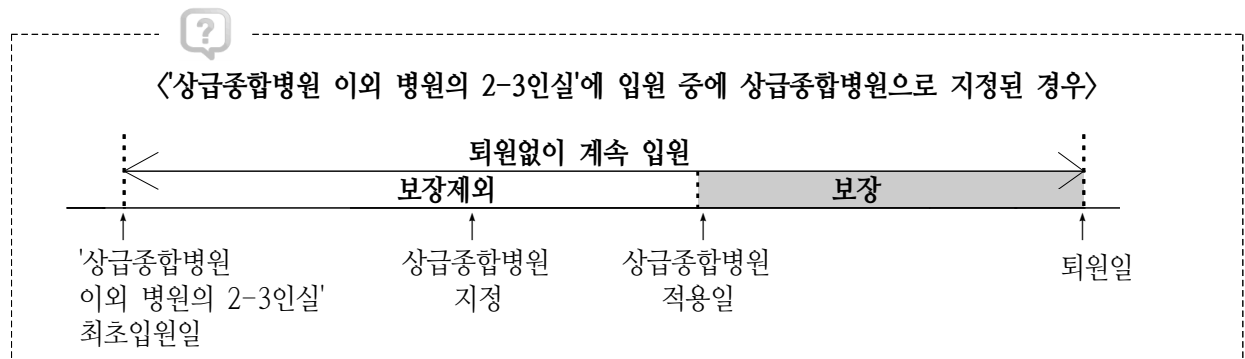 ?
<'상급종합병원 이외 병원의 2-3인실'에 입원 중에 상급종합병원으로 지정된 경우>
퇴원없이 계속 입원
보장제외 보장
'상급종합병원 상급종합병원 상급종합병원 퇴원일
이외 병원의 2-3인실' 지정 적용일
최초입원일